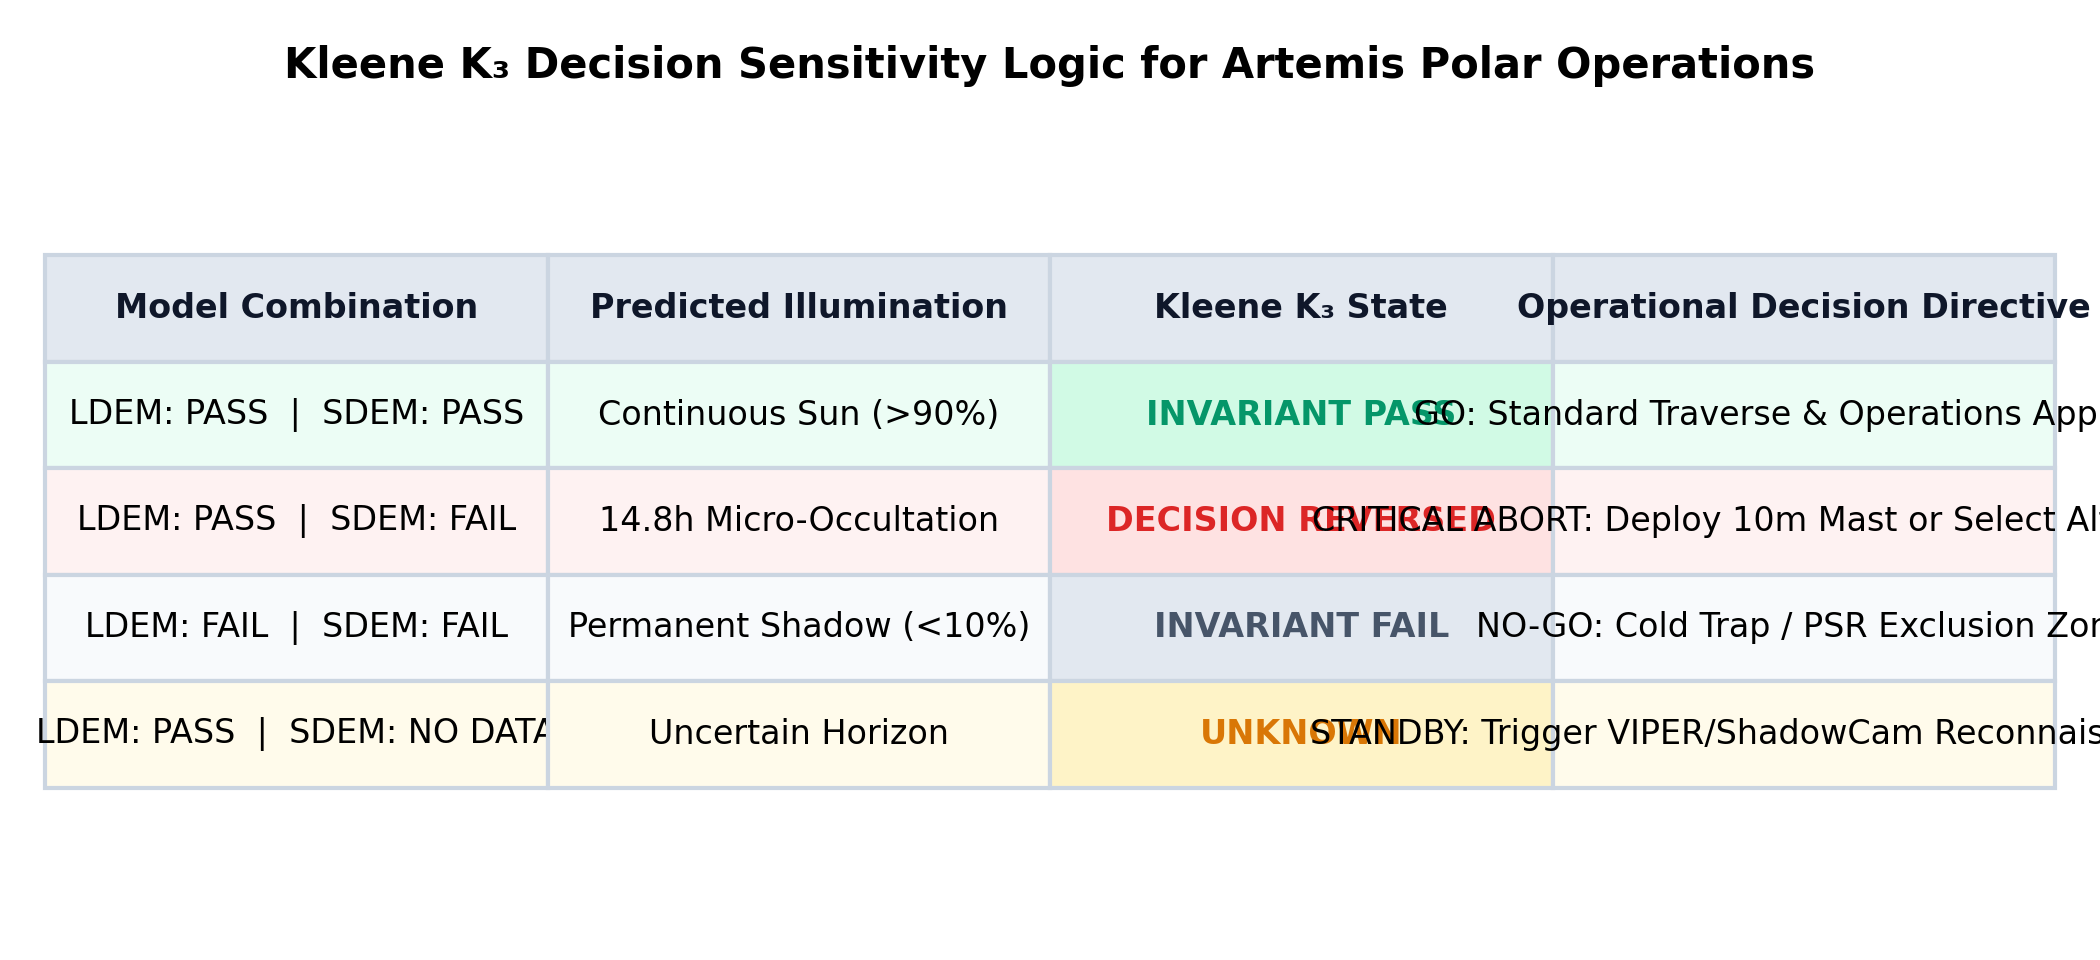 Kleene K₃ Decision Sensitivity Logic for Artemis Polar Operations
Model Combination Predicted Illumination Kleene K₃ State Operational Decision Directive
LDEM: PASS | SDEM: PASS Continuous Sun (>90%) INVARIANT PASS GO: Standard Traverse & Operations App
LDEM: PASS | SDEM: FAIL 14.8h Micro-Occultation DECISION REVERSED CRITICAL ABORT: Deploy 10m Mast or Select
LDEM: FAIL | SDEM: FAIL Permanent Shadow (<10%) INVARIANT FAIL NO-GO: Cold Trap / PSR Exclusion
LDEM: PASS | SDEM: NO DATA Uncertain Horizon UNKNOWN STANDBY: Trigger VIPER/ShadowCam Reconnais